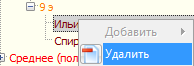 9 э
Ильи
Добавить
Спир
Удалить
Среднее (пол